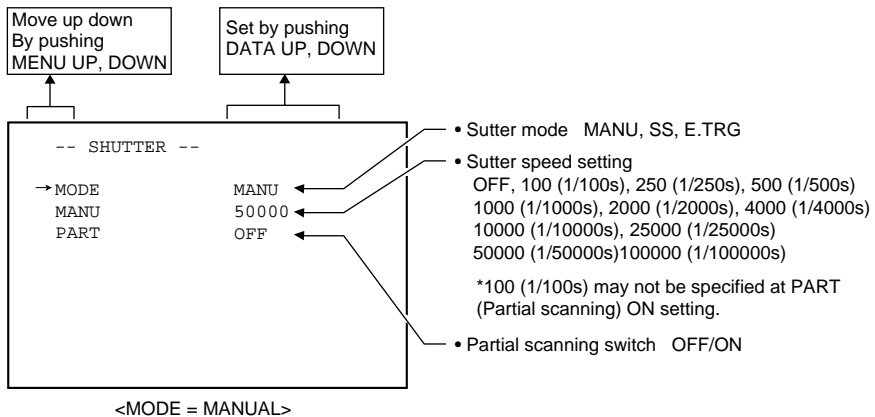 Move up down
By pushing
MENU UP, DOWN
Set by pushing
DATA UP, DOWN
-- SHUTTER --
→MODE MANU
MANU 50000
PART OFF
• Sutter mode MANU, SS, E.TRG
• Sutter speed setting
OFF, 100 (1/100s), 250 (1/250s), 500 (1/500s)
1000 (1/1000s), 2000 (1/2000s), 4000 (1/4000s)
10000 (1/10000s), 25000 (1/25000s)
50000 (1/50000s)100000 (1/100000s)
*100 (1/100s) may not be specified at PART
(Partial scanning) ON setting.
• Partial scanning switch OFF/ON
<MODE = MANUAL>